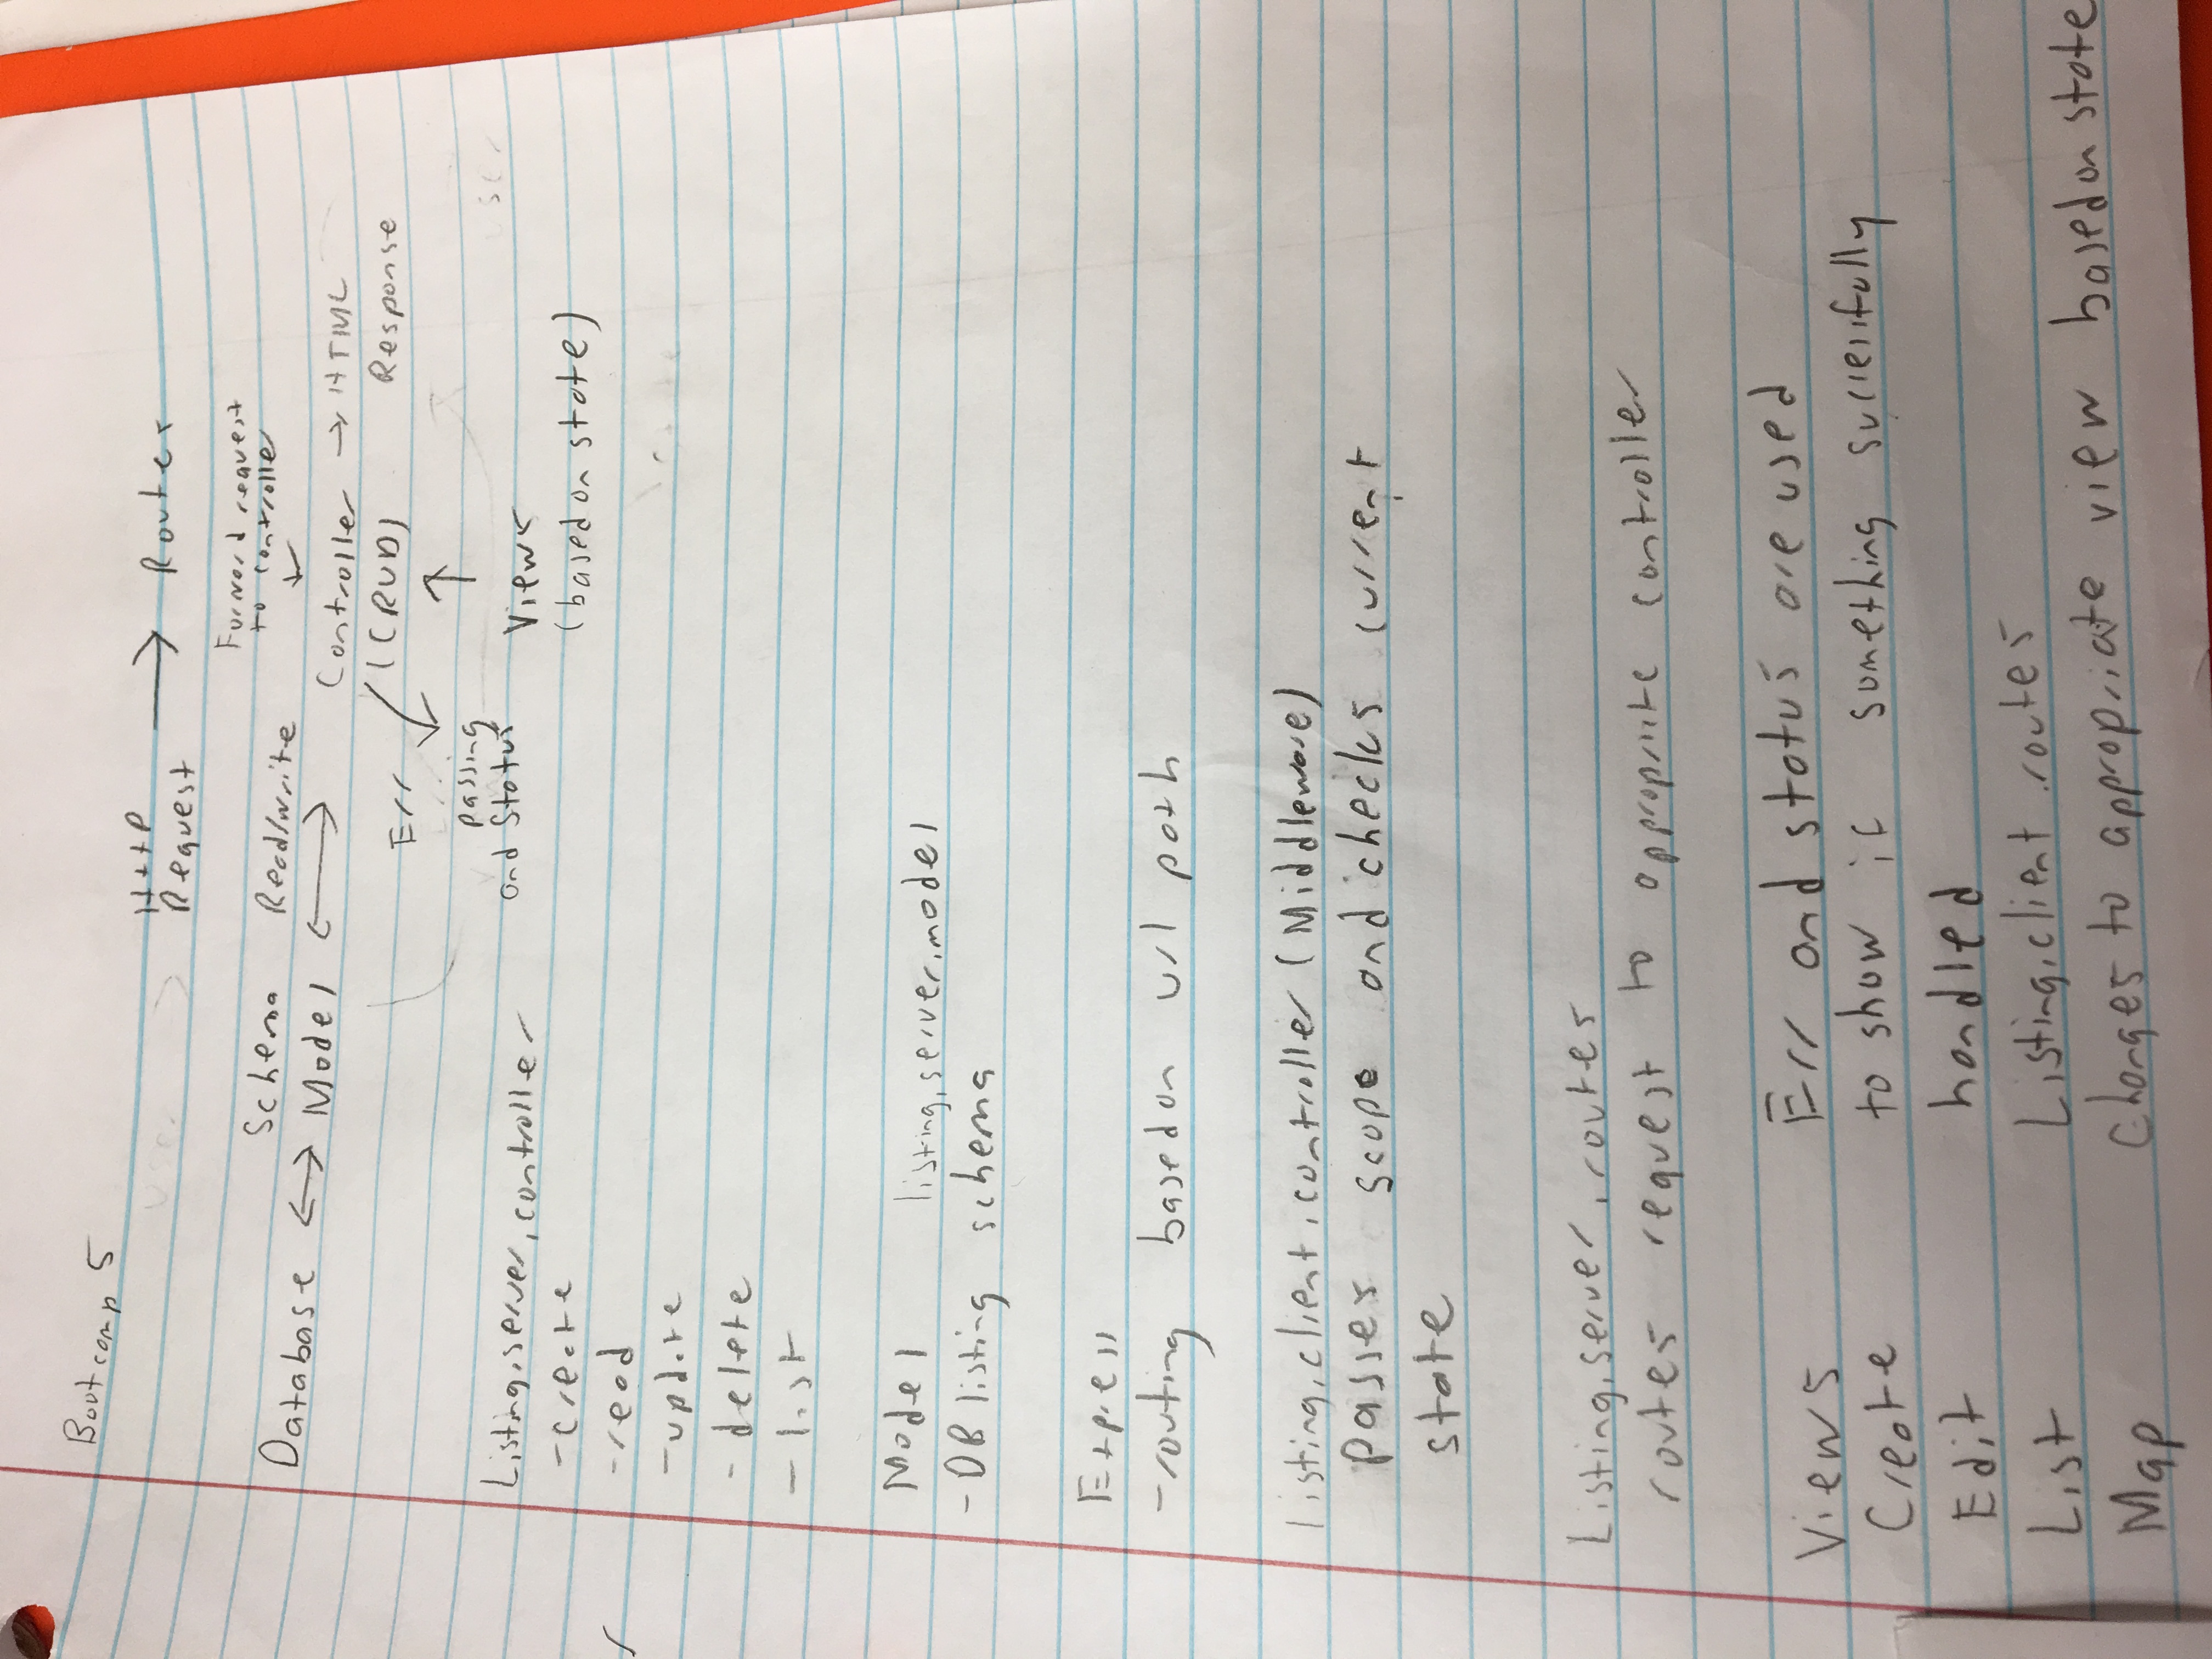 Bootcamp 5
HTTP
Request → Router
Forward request
to controller
↓
Schema Read/write
Database ↔ Model ↔ Controller → HTML
(CRUD) Response
Err
passing
and Status
↑
Views
(based on state)
Listing.server.controller
-create
-read
-update
-delete
-list
Model listing.server.model
-DB listing schema
Express
-routing based on url path
listing.client.controller (Middleware)
passes scope and checks current
state
Listing.server.routes
routes request to appropriate controller
Views
Create
Edit
List
Map
Err and status are used
to show if something successfully
handled
Listing.client.routes
changes to appropriate view based on state